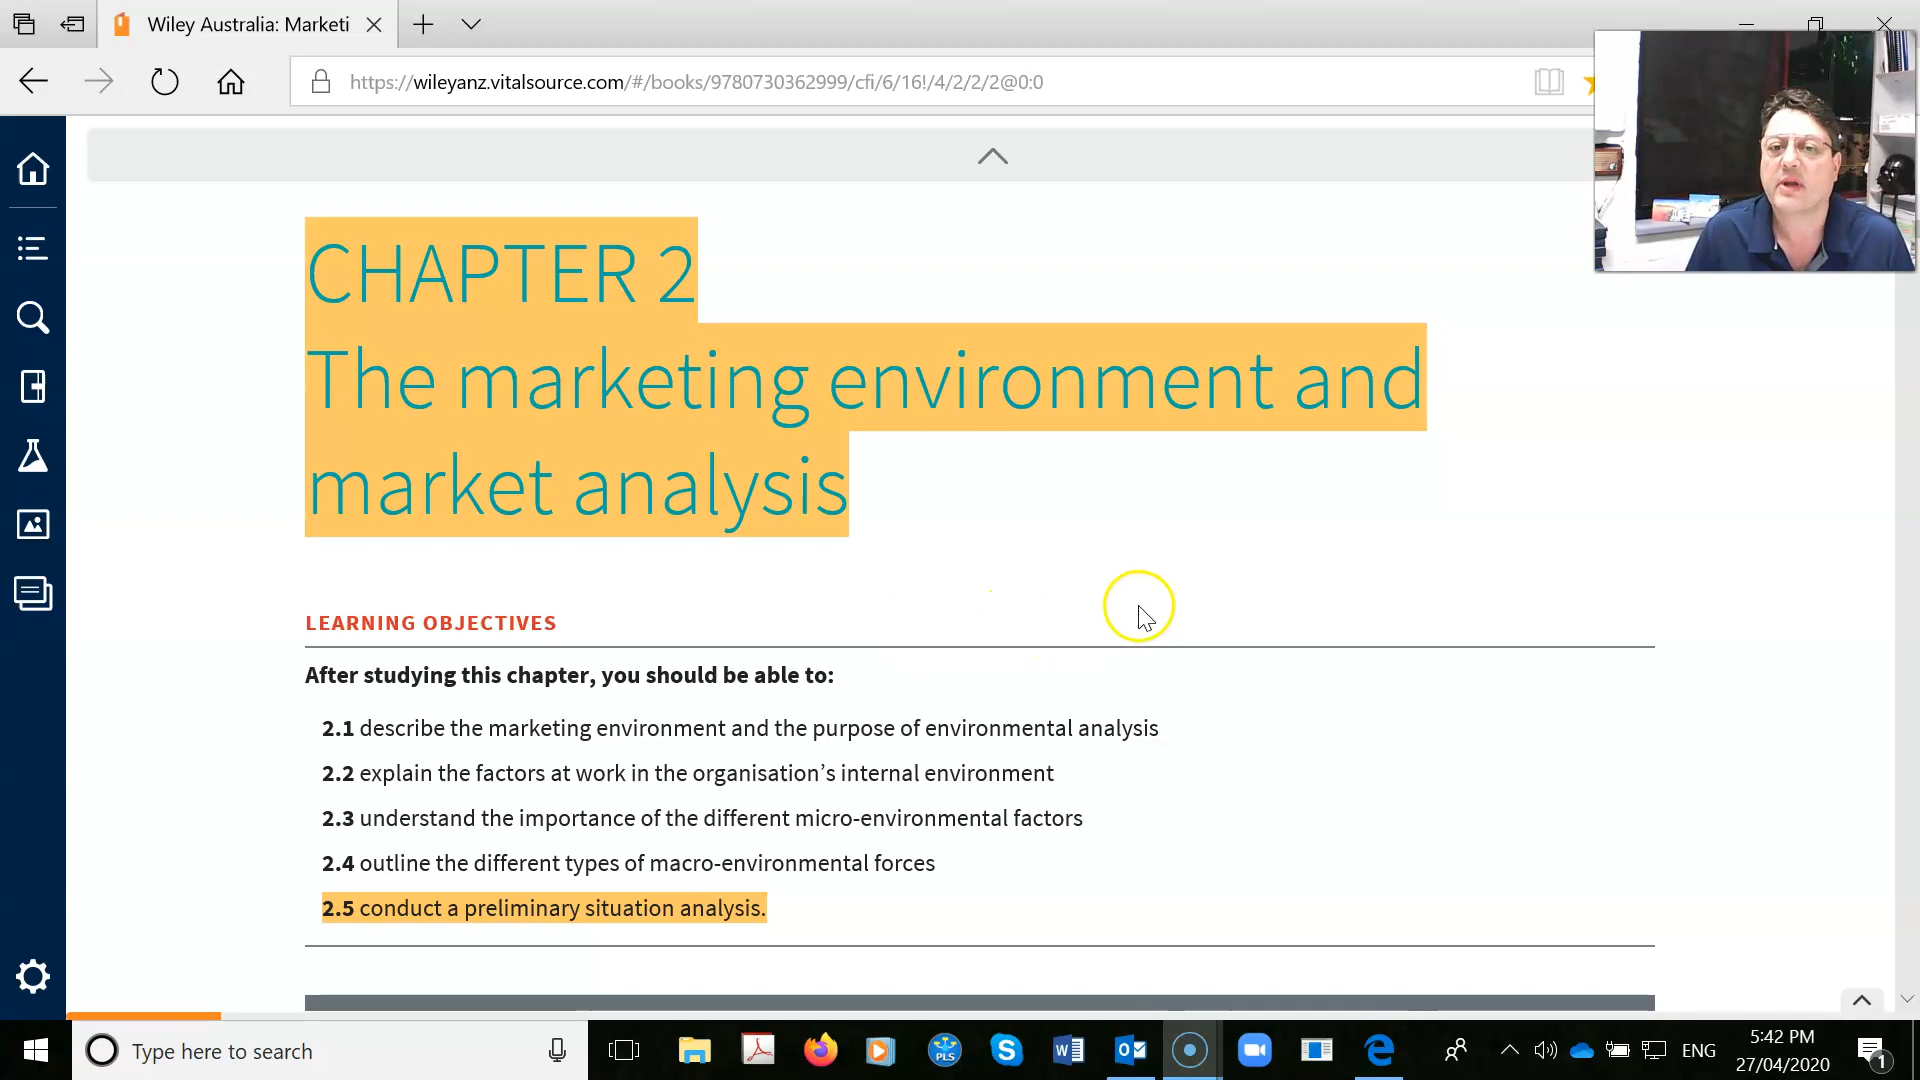 Wiley Australia: Marketi
https://wileyanz.vitalsource.com/#/books/9780730362999/cfi/6/16!/4/2/2/2@0:0
CHAPTER 2
The marketing environment and
market analysis
LEARNING OBJECTIVES
After studying this chapter, you should be able to:
2.1 describe the marketing environment and the purpose of environmental analysis
2.2 explain the factors at work in the organisation’s internal environment
2.3 understand the importance of the different micro-environmental factors
2.4 outline the different types of macro-environmental forces
2.5 conduct a preliminary situation analysis.
Type here to search
PLS
ENG
5:42 PM
27/04/2020
1